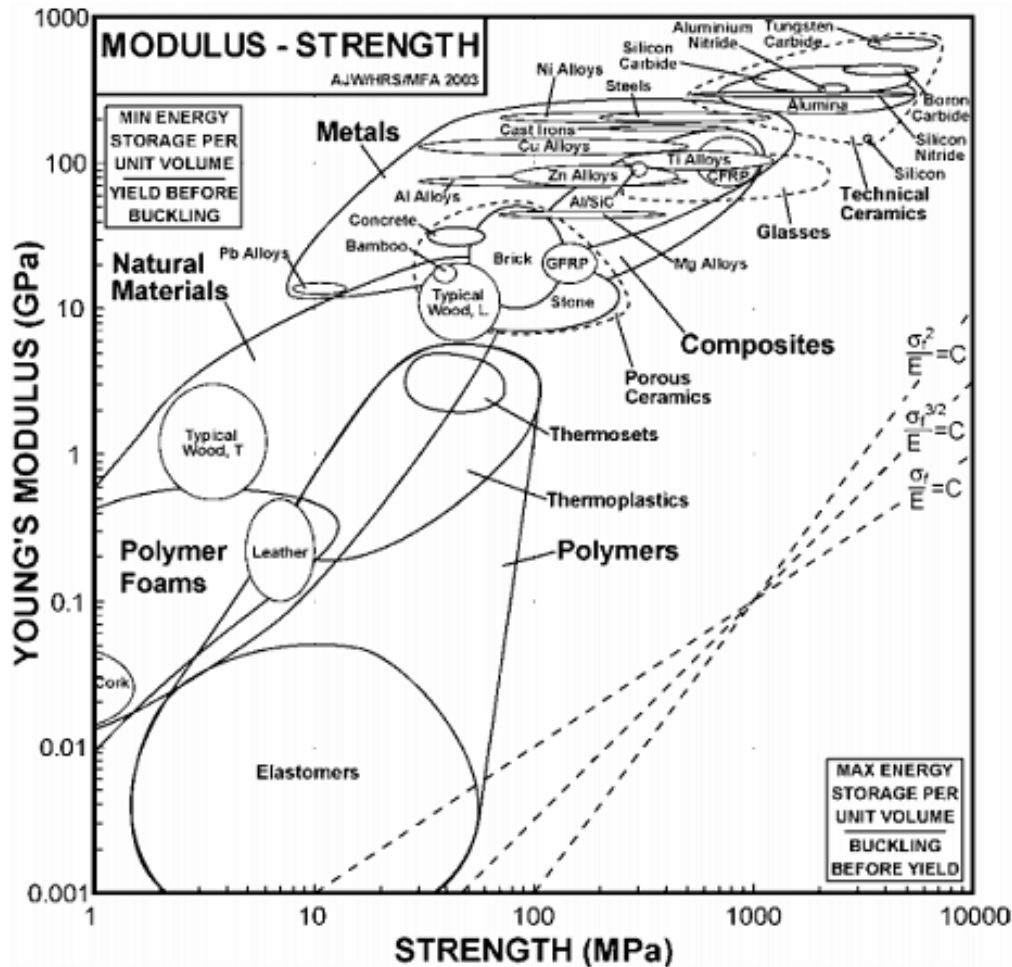 MODULUS - STRENGTH
AJW/HRS/MFA 2003
MIN ENERGY
STORAGE PER
UNIT VOLUME
YIELD BEFORE
BUCKLING
Metals
Natural
Materials
Pb Alloys
Al Alloys
Concrete
Bamboo
Ni Alloys
Steels
Cast Irons
Cu Alloys
Zn Alloys
Ti Alloys
CFRP
Al/SiC
Silicon
Carbide
Aluminium
Nitride
Tungsten
Carbide
Alumina
Boron
Carbide
Silicon
Nitride
Silicon
Technical
Ceramics
Glasses
Mg Alloys
Brick
GFRP
Stone
Typical
Wood, L
Composites
Porous
Ceramics
Typical
Wood, T
Thermosets
Thermoplastics
Polymers
Polymer
Foams
Leather
Cork
Elastomers
σf²/E=C
σf^3/2/E=C
σf/E=C
MAX ENERGY
STORAGE PER
UNIT VOLUME
BUCKLING
BEFORE YIELD
YOUNG'S MODULUS (GPa)
1000
100
10
1
0.1
0.01
0.001
1 10 100 1000 10000
STRENGTH (MPa)